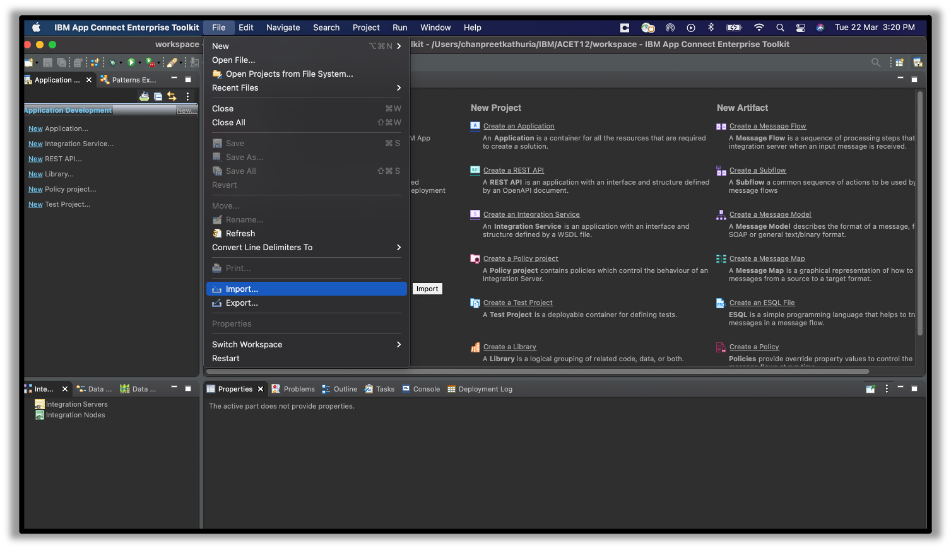 IBM App Connect Enterprise Toolkit File Edit Navigate Search Project Run Window Help Tue 22 Mar 3:20 PM
workspace
lkit - /Users/chanpreetkathuria/IBM/ACET12/workspace - IBM App Connect Enterprise Toolkit
Application ... Patterns Ex...
Application Development New...
New Application...
New Integration Service...
New REST API...
New Library...
New Policy project...
New Test Project...
New ⌥⌘N
Open File...
Open Projects from File System...
Recent Files
Close ⌘W
Close All ⇧⌘W
Save ⌘S
Save As...
Save All ⇧⌘S
Revert
Move...
Rename...
Refresh
Convert Line Delimiters To
Print...
Import...
Import
Export...
Properties
Switch Workspace
Restart
M App
ed
eployment
New Project
Create an Application
An Application is a container for all the resources that are required
to create a solution.
Create a REST API
A REST API is an application with an interface and structure defined
by an OpenAPI document.
Create an Integration Service
An Integration Service is an application with an interface and
structure defined by a WSDL file.
Create a Policy project
A Policy project contains policies which control the behaviour of an
Integration Server.
Create a Test Project
A Test Project is a deployable container for defining tests.
Create a Library
A Library is a logical grouping of related code, data, or both.
New Artifact
Create a Message Flow
A Message Flow is a sequence of processing steps that
integration server when an input message is received.
Create a Subflow
A Subflow a common sequence of actions to be used by
message flows
Create a Message Model
A Message Model describes the format of a message, f
SOAP or general text/binary format.
Create a Message Map
A Message Map is a graphical representation of how to
messages from a source to a target format.
Create an ESQL File
ESQL is a simple programming language that helps to tra
messages in a message flow.
Create a Policy
Policies provide override property values to control the
Inte... Data ... Data ...
Integration Servers
Integration Nodes
Properties Problems Outline Tasks Console Deployment Log
The active part does not provide properties.